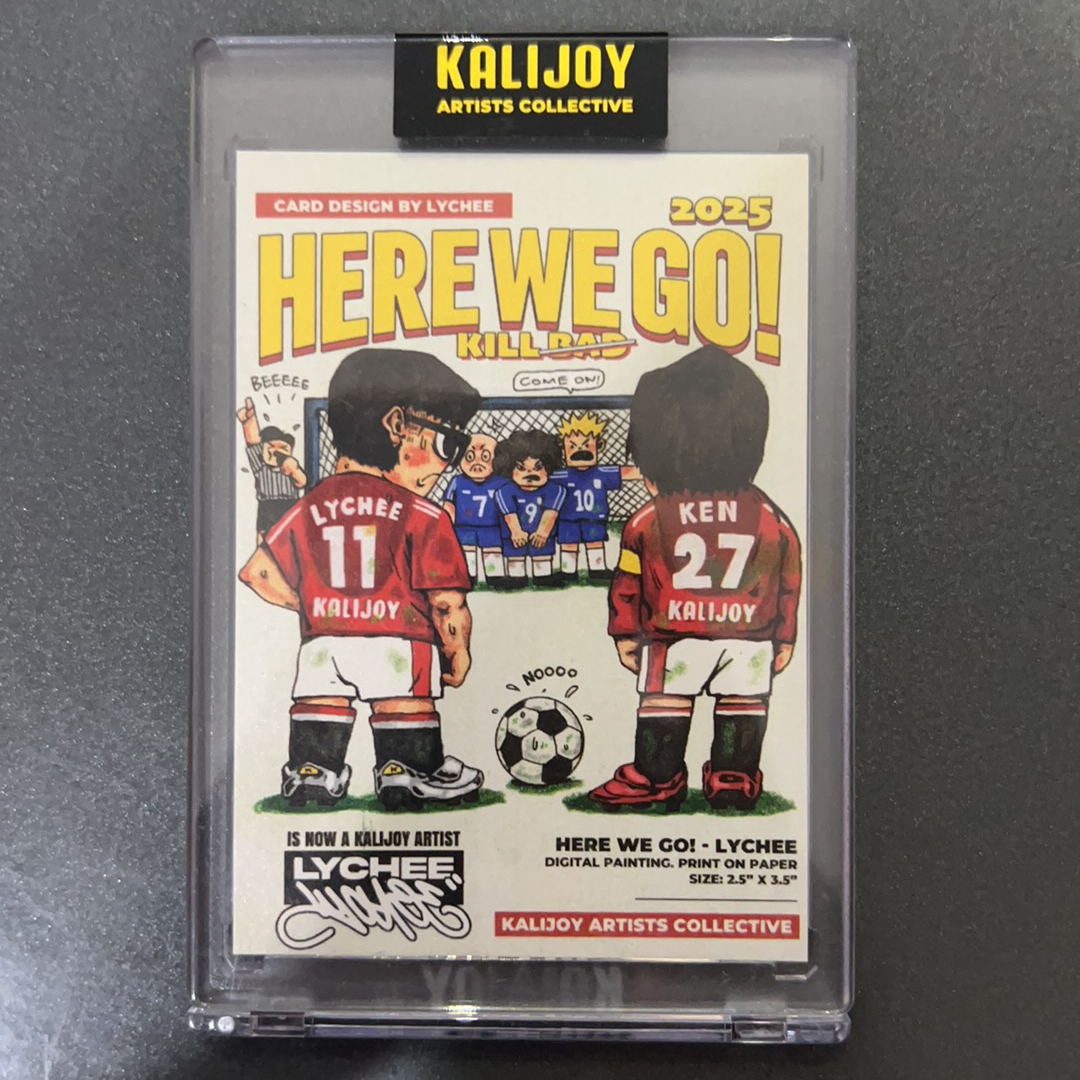 KALIJOY
ARTISTS COLLECTIVE
CARD DESIGN BY LYCHEE
2025
HERE WE GO!
KILL BAD
BEEEEE
COME ON!
7
9
10
LYCHEE
11
KALIJOY
KEN
27
KALIJOY
NOOOO
IS NOW A KALIJOY ARTIST
LYCHEE
HERE WE GO! - LYCHEE
DIGITAL PAINTING. PRINT ON PAPER
SIZE: 2.5" X 3.5"
KALIJOY ARTISTS COLLECTIVE